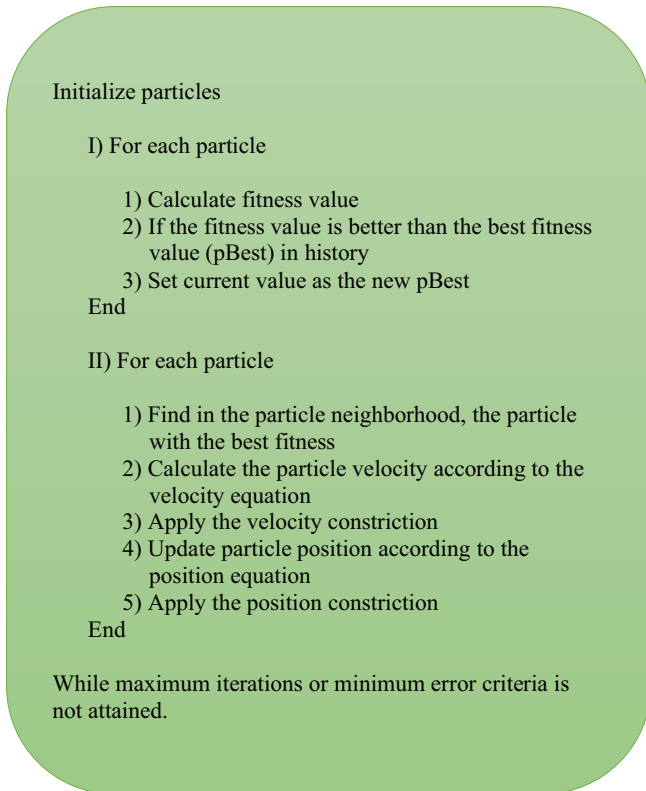 Initialize particles
I) For each particle
1) Calculate fitness value
2) If the fitness value is better than the best fitness
value (pBest) in history
3) Set current value as the new pBest
End
II) For each particle
1) Find in the particle neighborhood, the particle
with the best fitness
2) Calculate the particle velocity according to the
velocity equation
3) Apply the velocity constriction
4) Update particle position according to the
position equation
5) Apply the position constriction
End
While maximum iterations or minimum error criteria is
not attained.